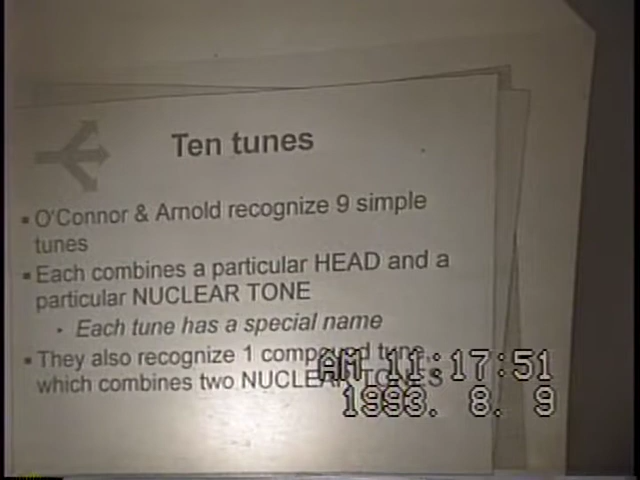 Ten tunes
▪ O'Connor & Arnold recognize 9 simple
tunes
▪ Each combines a particular HEAD and a
particular NUCLEAR TONE
• Each tune has a special name
▪ They also recognize 1 compound tune,
which combines two NUCLEAR TONES
AM 11:17:51
1993. 8. 9